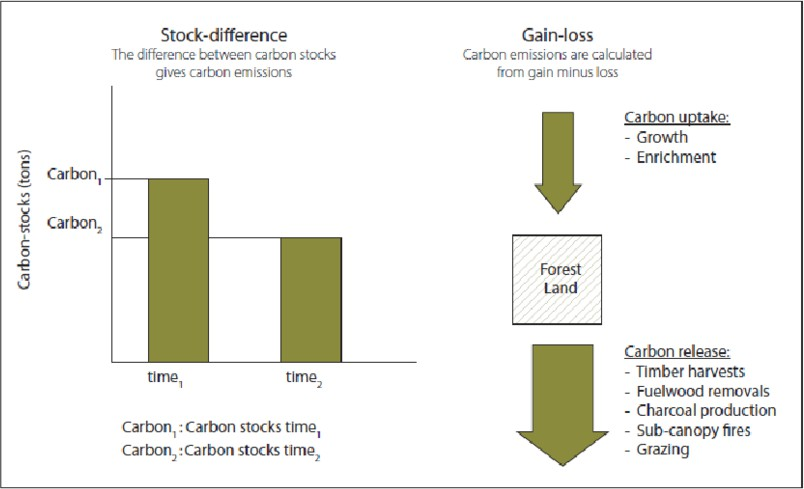 Stock-difference
The difference between carbon stocks
gives carbon emissions
Carbon-stocks (tons)
Carbon₁
Carbon₂
time₁
time₂
Carbon₁: Carbon stocks time₁
Carbon₂: Carbon stocks time₂
Gain-loss
Carbon emissions are calculated
from gain minus loss
Carbon uptake:
- Growth
- Enrichment
Forest
Land
Carbon release:
- Timber harvests
- Fuelwood removals
- Charcoal production
- Sub-canopy fires
- Grazing